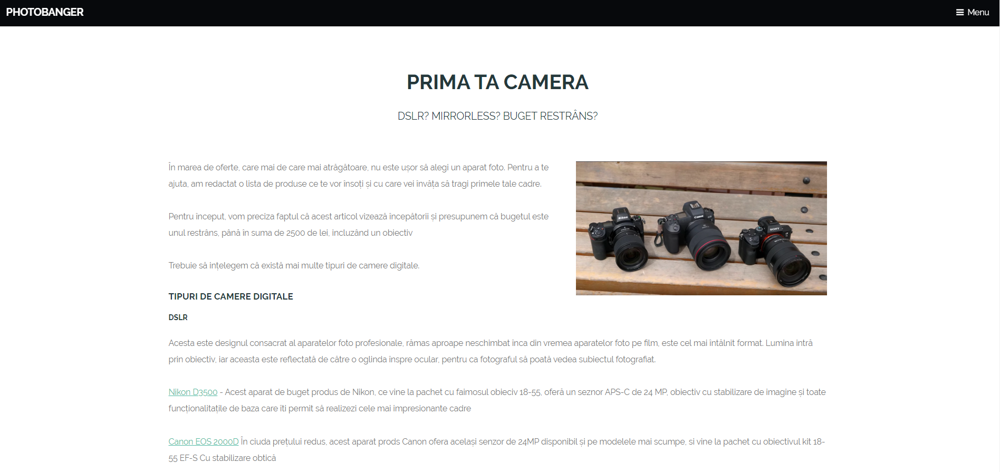 PHOTOBANGER
Menu
PRIMA TA CAMERA
DSLR? MIRRORLESS? BUGET RESTRÂNS?
În marea de oferte, care mai de care mai atrăgătoare, nu este ușor să alegi un aparat foto. Pentru a te
ajuta, am redactat o lista de produse ce te vor însoți și cu care vei învăța să tragi primele tale cadre.
Pentru început, vom preciza faptul că acest articol vizează începătorii și presupunem că bugetul este
unul restrâns, până în suma de 2500 de lei, incluzând un obiectiv
Trebuie să ințelegem că există mai multe tipuri de camere digitale.
Nikon
Canon
SONY
TIPURI DE CAMERE DIGITALE
DSLR
Acesta este designul consacrat al aparatelor foto profesionale, rămas aproape neschimbat înca din vremea aparatelor foto pe film, este cel mai întâlnit format. Lumina intră
prin obiectiv, iar aceasta este reflectată de către o oglinda înspre ocular, pentru ca fotograful să poată vedea subiectul fotografiat.
Nikon D3500 - Acest aparat de buget produs de Nikon, ce vine la pachet cu faimosul obieciv 18-55, oferă un seznor APS-C de 24 MP, obiectiv cu stabilizare de imagine și toate
funcționalitațile de baza care îti permit să realizezi cele mai impresionante cadre
Canon EOS 2000D În ciuda prețului redus, acest aparat prods Canon ofera același senzor de 24MP disponibil și pe modelele mai scumpe, si vine la pachet cu obiectivul kit 18-
55 EF-S Cu stabilizare obtică